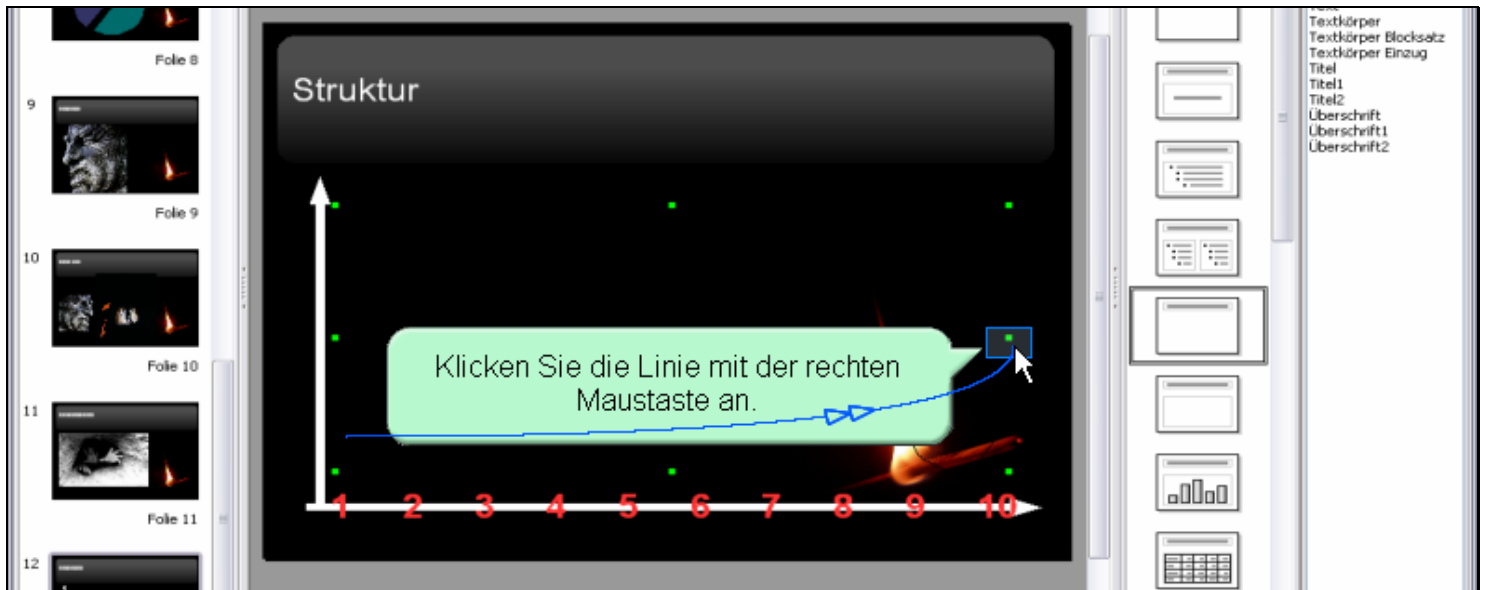 Folie 8
9
Folie 9
10
Folie 10
11
Folie 11
12
Struktur
Klicken Sie die Linie mit der rechten
Maustaste an.
1 2 3 4 5 6 7 8 9 10
Text
Textkörper
Textkörper Blocksatz
Textkörper Einzug
Titel
Titel1
Titel2
Überschrift
Überschrift1
Überschrift2